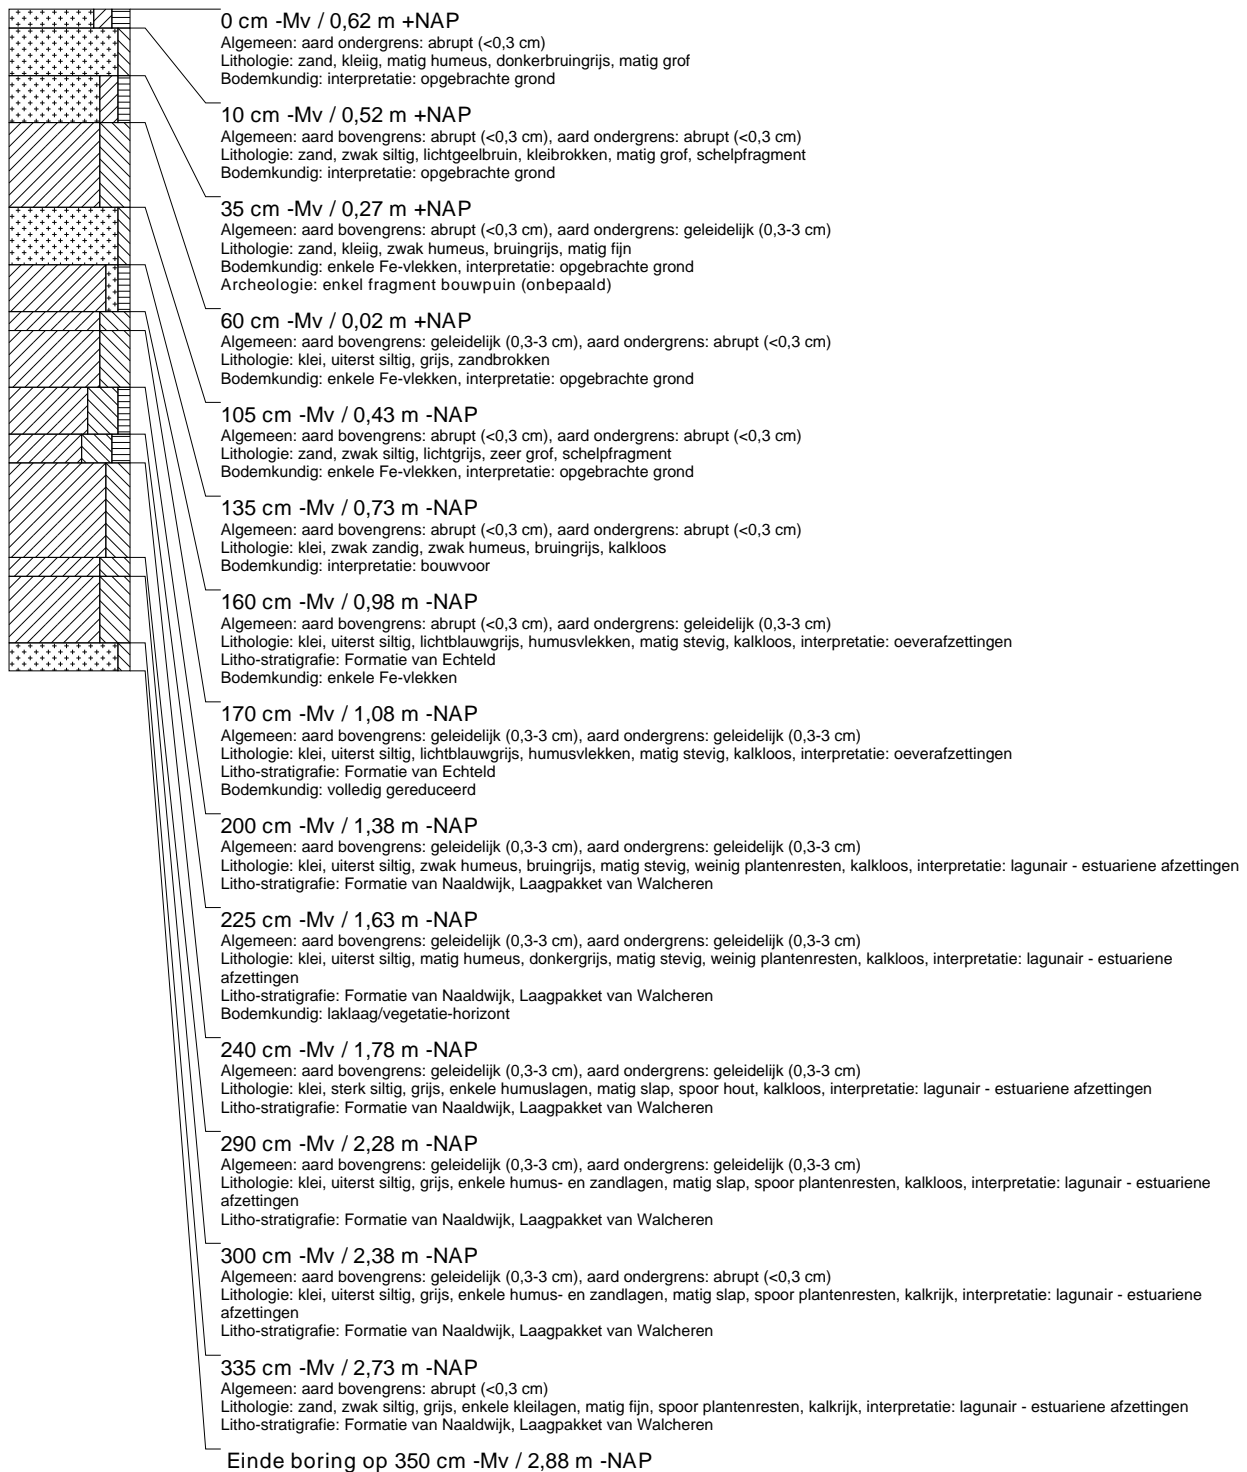 0 cm -Mv / 0,62 m +NAP
Algemeen: aard ondergrens: abrupt (<0,3 cm)
Lithologie: zand, kleiig, matig humeus, donkerbruingrijs, matig grof
Bodemkundig: interpretatie: opgebrachte grond
10 cm -Mv / 0,52 m +NAP
Algemeen: aard bovengrens: abrupt (<0,3 cm), aard ondergrens: abrupt (<0,3 cm)
Lithologie: zand, zwak siltig, lichtgeelbruin, kleibrokken, matig grof, schelpfragment
Bodemkundig: interpretatie: opgebrachte grond
35 cm -Mv / 0,27 m +NAP
Algemeen: aard bovengrens: abrupt (<0,3 cm), aard ondergrens: geleidelijk (0,3-3 cm)
Lithologie: zand, kleiig, zwak humeus, bruingrijs, matig fijn
Bodemkundig: enkele Fe-vlekken, interpretatie: opgebrachte grond
Archeologie: enkel fragment bouwpuin (onbepaald)
60 cm -Mv / 0,02 m +NAP
Algemeen: aard bovengrens: geleidelijk (0,3-3 cm), aard ondergrens: abrupt (<0,3 cm)
Lithologie: klei, uiterst siltig, grijs, zandbrokken
Bodemkundig: enkele Fe-vlekken, interpretatie: opgebrachte grond
105 cm -Mv / 0,43 m -NAP
Algemeen: aard bovengrens: abrupt (<0,3 cm), aard ondergrens: abrupt (<0,3 cm)
Lithologie: zand, zwak siltig, lichtgrijs, zeer grof, schelpfragment
Bodemkundig: enkele Fe-vlekken, interpretatie: opgebrachte grond
135 cm -Mv / 0,73 m -NAP
Algemeen: aard bovengrens: abrupt (<0,3 cm), aard ondergrens: abrupt (<0,3 cm)
Lithologie: klei, zwak zandig, zwak humeus, bruingrijs, kalkloos
Bodemkundig: interpretatie: bouwvoor
160 cm -Mv / 0,98 m -NAP
Algemeen: aard bovengrens: abrupt (<0,3 cm), aard ondergrens: geleidelijk (0,3-3 cm)
Lithologie: klei, uiterst siltig, lichtblauwgrijs, humusvlekken, matig stevig, kalkloos, interpretatie: oeverafzettingen
Litho-stratigrafie: Formatie van Echteld
Bodemkundig: enkele Fe-vlekken
170 cm -Mv / 1,08 m -NAP
Algemeen: aard bovengrens: geleidelijk (0,3-3 cm), aard ondergrens: geleidelijk (0,3-3 cm)
Lithologie: klei, uiterst siltig, lichtblauwgrijs, humusvlekken, matig stevig, kalkloos, interpretatie: oeverafzettingen
Litho-stratigrafie: Formatie van Echteld
Bodemkundig: volledig gereduceerd
200 cm -Mv / 1,38 m -NAP
Algemeen: aard bovengrens: geleidelijk (0,3-3 cm), aard ondergrens: geleidelijk (0,3-3 cm)
Lithologie: klei, uiterst siltig, zwak humeus, bruingrijs, matig stevig, weinig plantenresten, kalkloos, interpretatie: lagunair - estuariene afzettingen
Litho-stratigrafie: Formatie van Naaldwijk, Laagpakket van Walcheren
225 cm -Mv / 1,63 m -NAP
Algemeen: aard bovengrens: geleidelijk (0,3-3 cm), aard ondergrens: geleidelijk (0,3-3 cm)
Lithologie: klei, uiterst siltig, matig humeus, donkergrijs, matig stevig, weinig plantenresten, kalkloos, interpretatie: lagunair - estuariene
afzettingen
Litho-stratigrafie: Formatie van Naaldwijk, Laagpakket van Walcheren
Bodemkundig: laklaag/vegetatie-horizont
240 cm -Mv / 1,78 m -NAP
Algemeen: aard bovengrens: geleidelijk (0,3-3 cm), aard ondergrens: geleidelijk (0,3-3 cm)
Lithologie: klei, sterk siltig, grijs, enkele humuslagen, matig slap, spoor hout, kalkloos, interpretatie: lagunair - estuariene afzettingen
Litho-stratigrafie: Formatie van Naaldwijk, Laagpakket van Walcheren
290 cm -Mv / 2,28 m -NAP
Algemeen: aard bovengrens: geleidelijk (0,3-3 cm), aard ondergrens: geleidelijk (0,3-3 cm)
Lithologie: klei, uiterst siltig, grijs, enkele humus- en zandlagen, matig slap, spoor plantenresten, kalkloos, interpretatie: lagunair - estuariene
afzettingen
Litho-stratigrafie: Formatie van Naaldwijk, Laagpakket van Walcheren
300 cm -Mv / 2,38 m -NAP
Algemeen: aard bovengrens: geleidelijk (0,3-3 cm), aard ondergrens: abrupt (<0,3 cm)
Lithologie: klei, uiterst siltig, grijs, enkele humus- en zandlagen, matig slap, spoor plantenresten, kalkrijk, interpretatie: lagunair - estuariene
afzettingen
Litho-stratigrafie: Formatie van Naaldwijk, Laagpakket van Walcheren
335 cm -Mv / 2,73 m -NAP
Algemeen: aard bovengrens: abrupt (<0,3 cm)
Lithologie: zand, zwak siltig, grijs, enkele kleilagen, matig fijn, spoor plantenresten, kalkrijk, interpretatie: lagunair - estuariene afzettingen
Litho-stratigrafie: Formatie van Naaldwijk, Laagpakket van Walcheren
Einde boring op 350 cm -Mv / 2,88 m -NAP